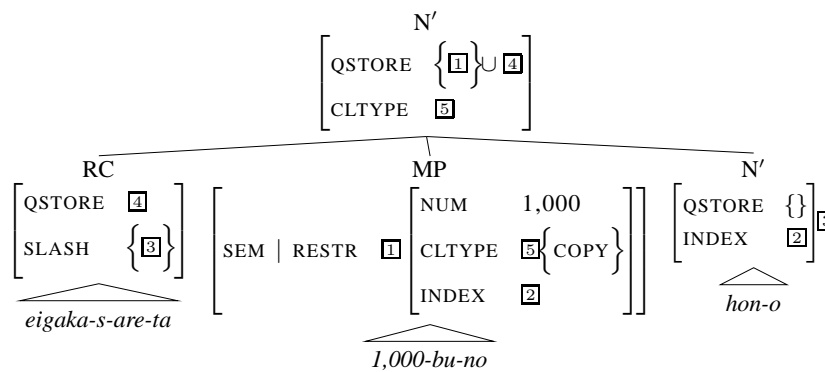 N′
QSTORE {1} ∪ 4
CLTYPE 5
RC MP N′
QSTORE 4
SLASH {3}
SEM | RESTR 1
NUM 1,000
CLTYPE 5 {COPY}
INDEX 2
QSTORE {}
INDEX 2
3
eigaka-s-are-ta
1,000-bu-no
hon-o